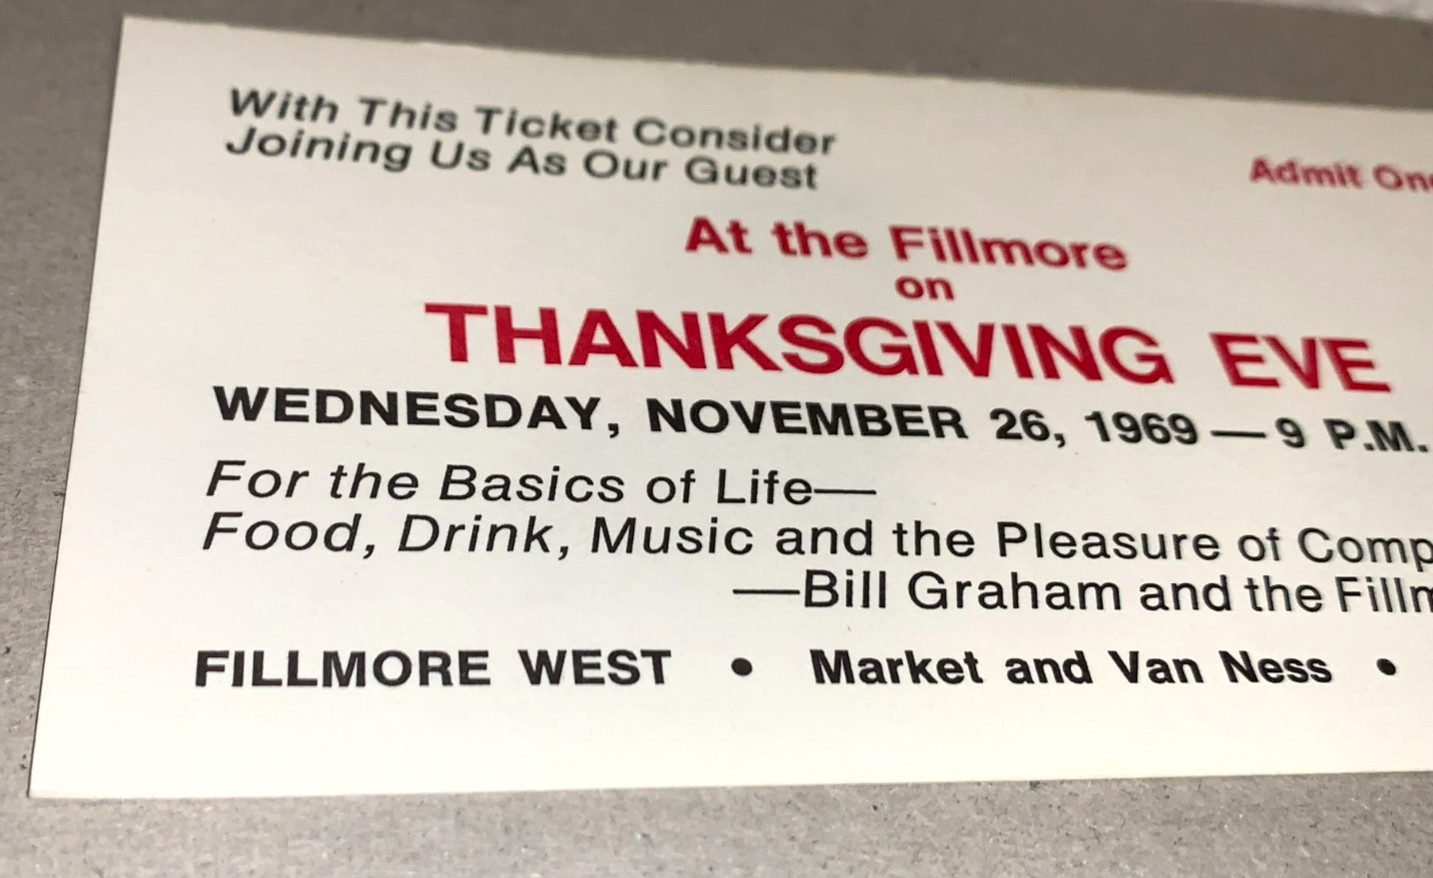 With This Ticket Consider
Joining Us As Our Guest
Admit One
At the Fillmore
on
THANKSGIVING EVE
WEDNESDAY, NOVEMBER 26, 1969 — 9 P.M.
For the Basics of Life—
Food, Drink, Music and the Pleasure of
—Bill Graham and the
FILLMORE WEST • Market and Van Ness •